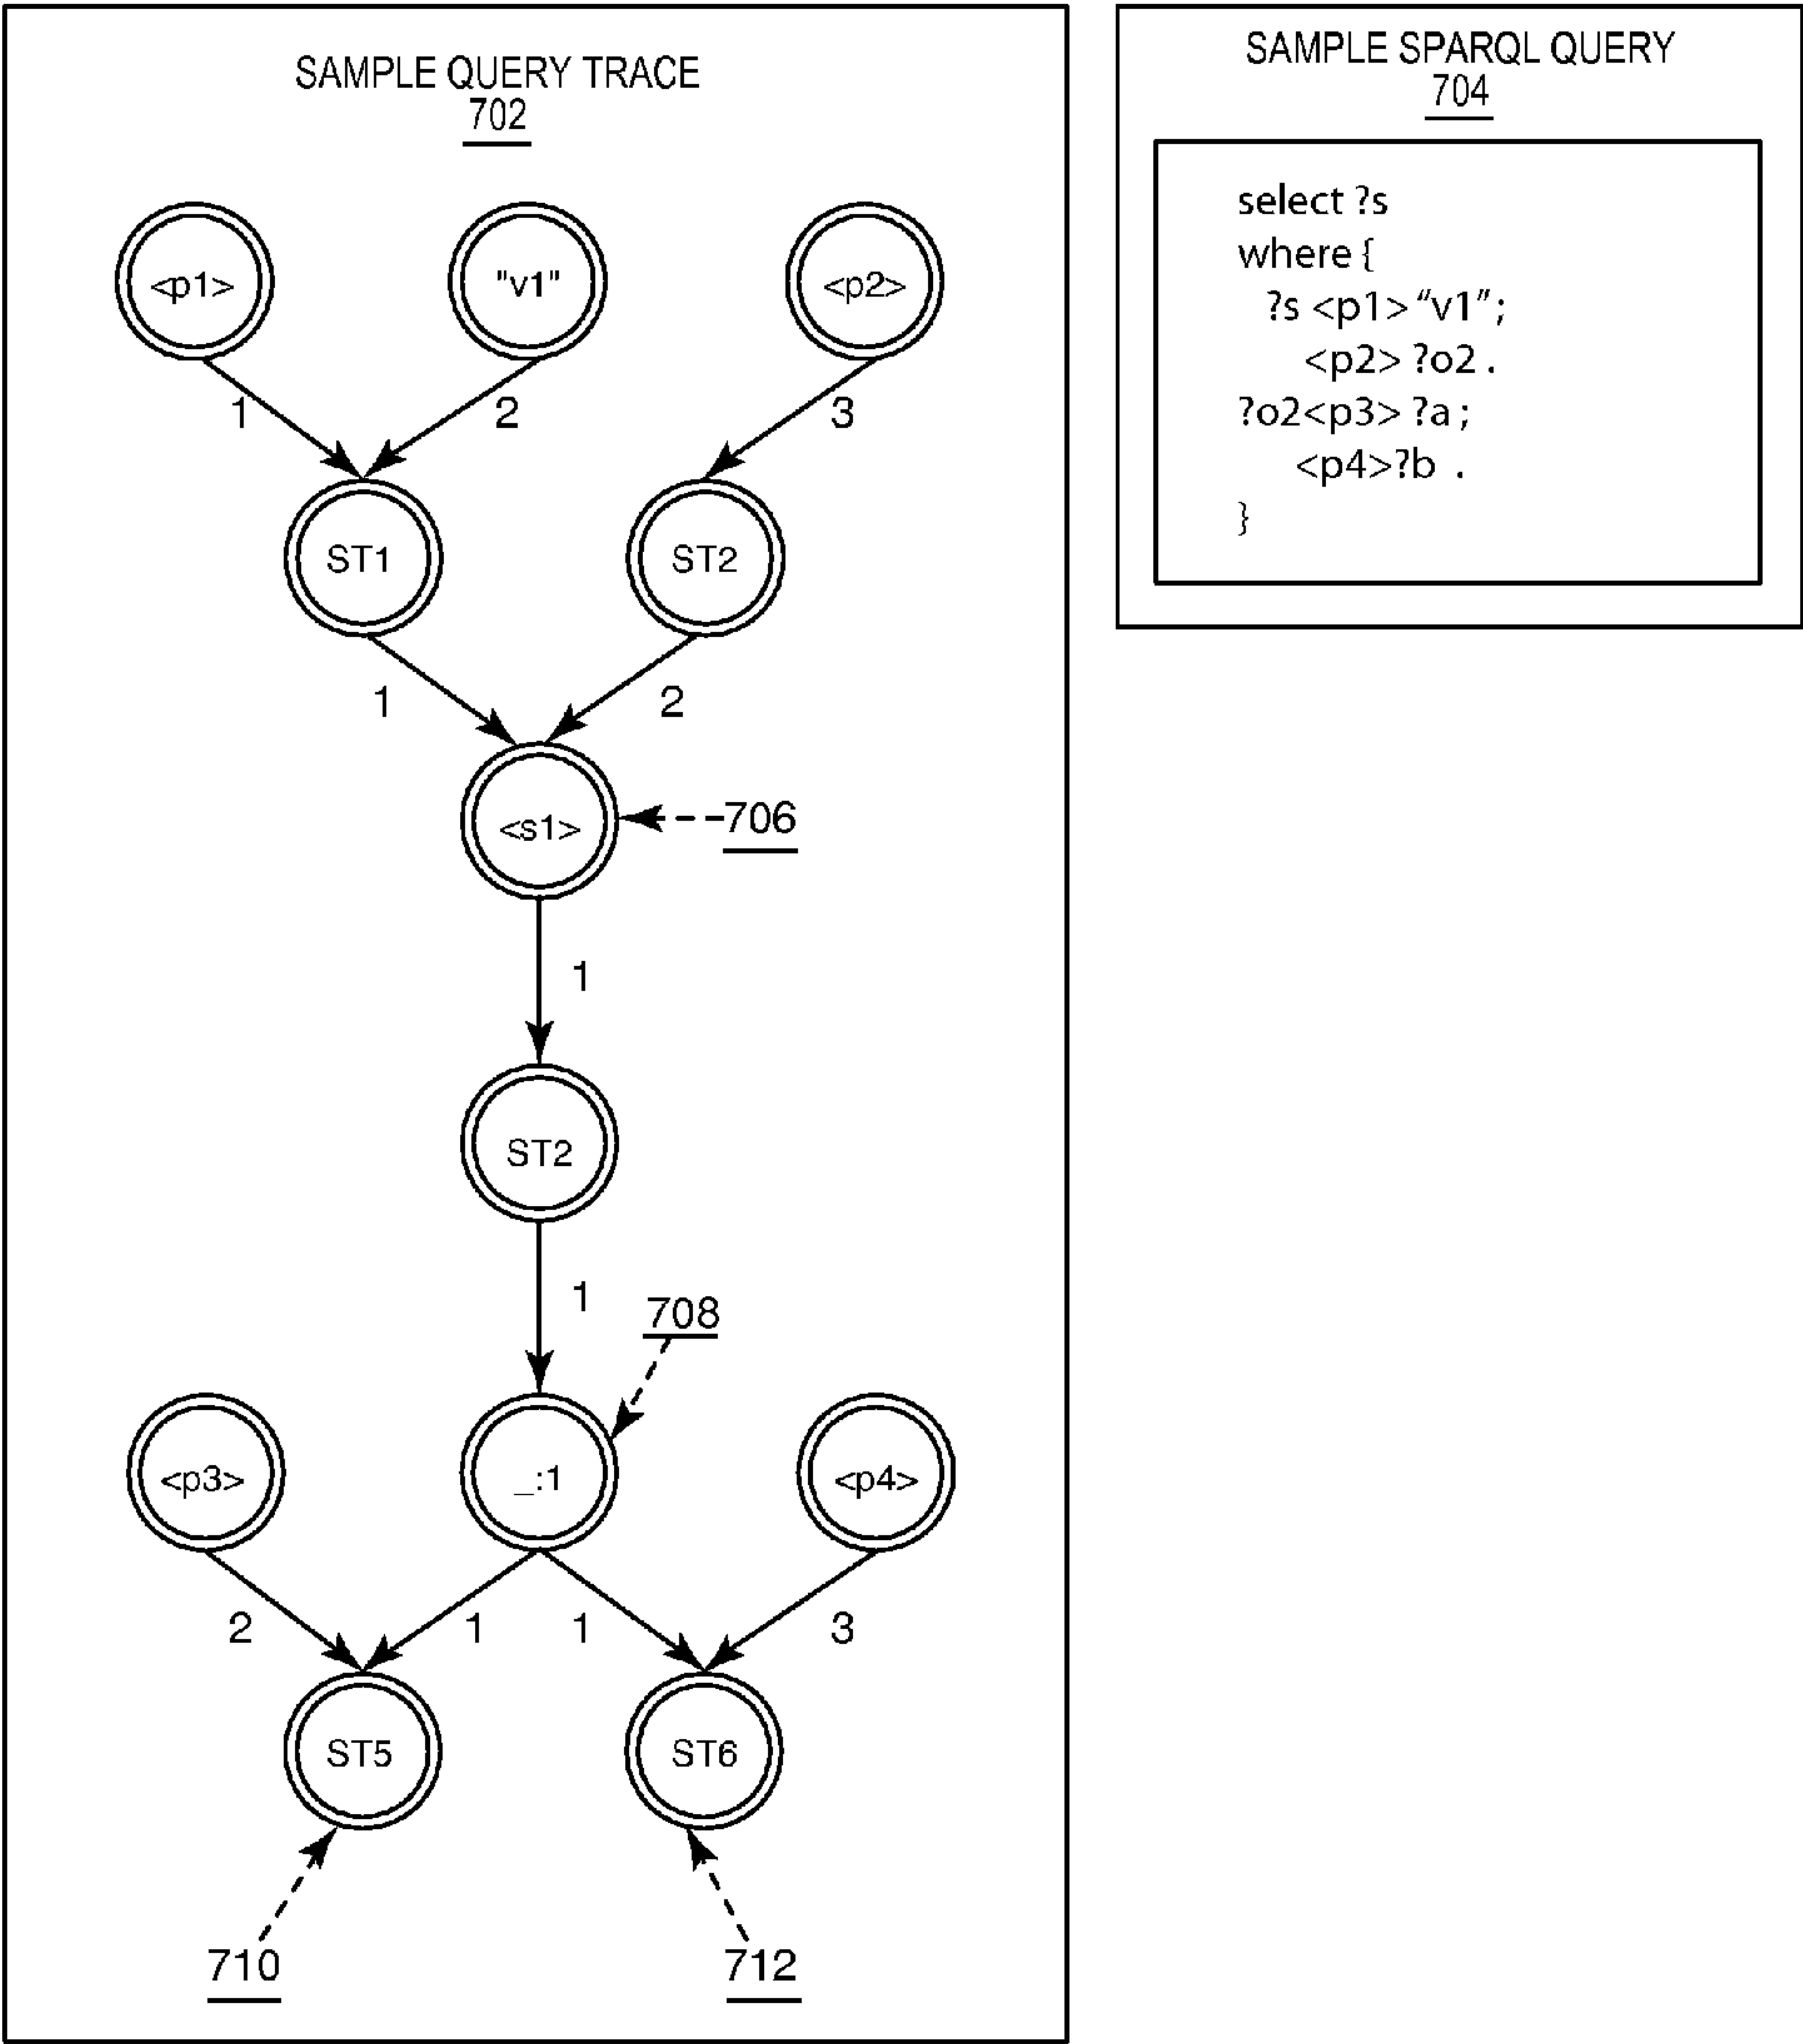 SAMPLE QUERY TRACE
702
<p1>
"v1"
<p2>
1
2
3
ST1
ST2
1
2
<s1>
706
1
ST2
1
708
<p3>
_:1
<p4>
2
1
1
3
ST5
ST6
710
712
SAMPLE SPARQL QUERY
704
select ?s
where {
?s <p1> “v1”;
<p2> ?o2 .
?o2<p3> ?a ;
<p4>?b .
}